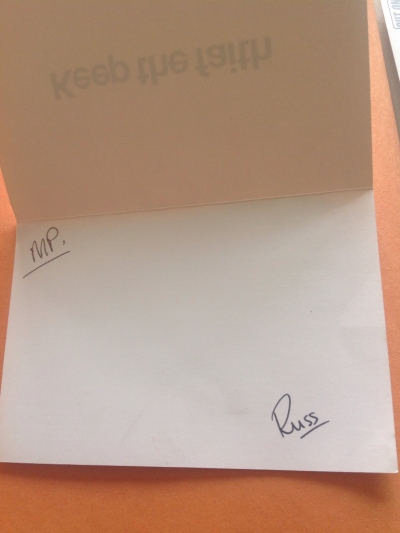 Keep the faith
MP.
Russ